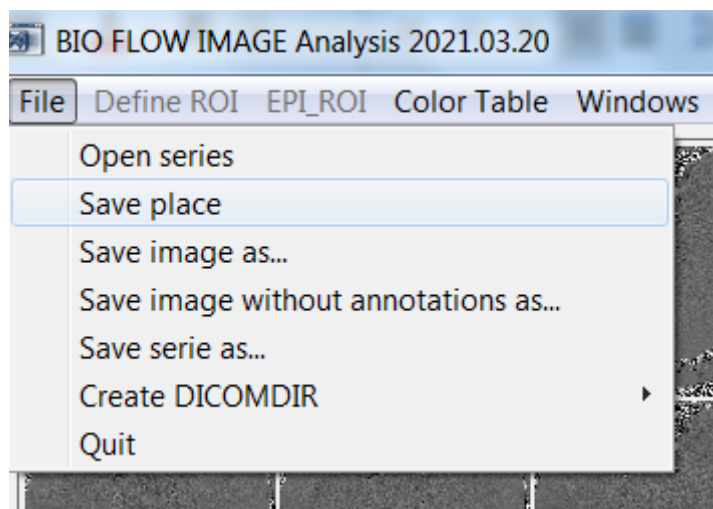 BIO FLOW IMAGE Analysis 2021.03.20
File Define ROI EPI_ROI Color Table Windows
Open series
Save place
Save image as...
Save image without annotations as...
Save serie as...
Create DICOMDIR
Quit